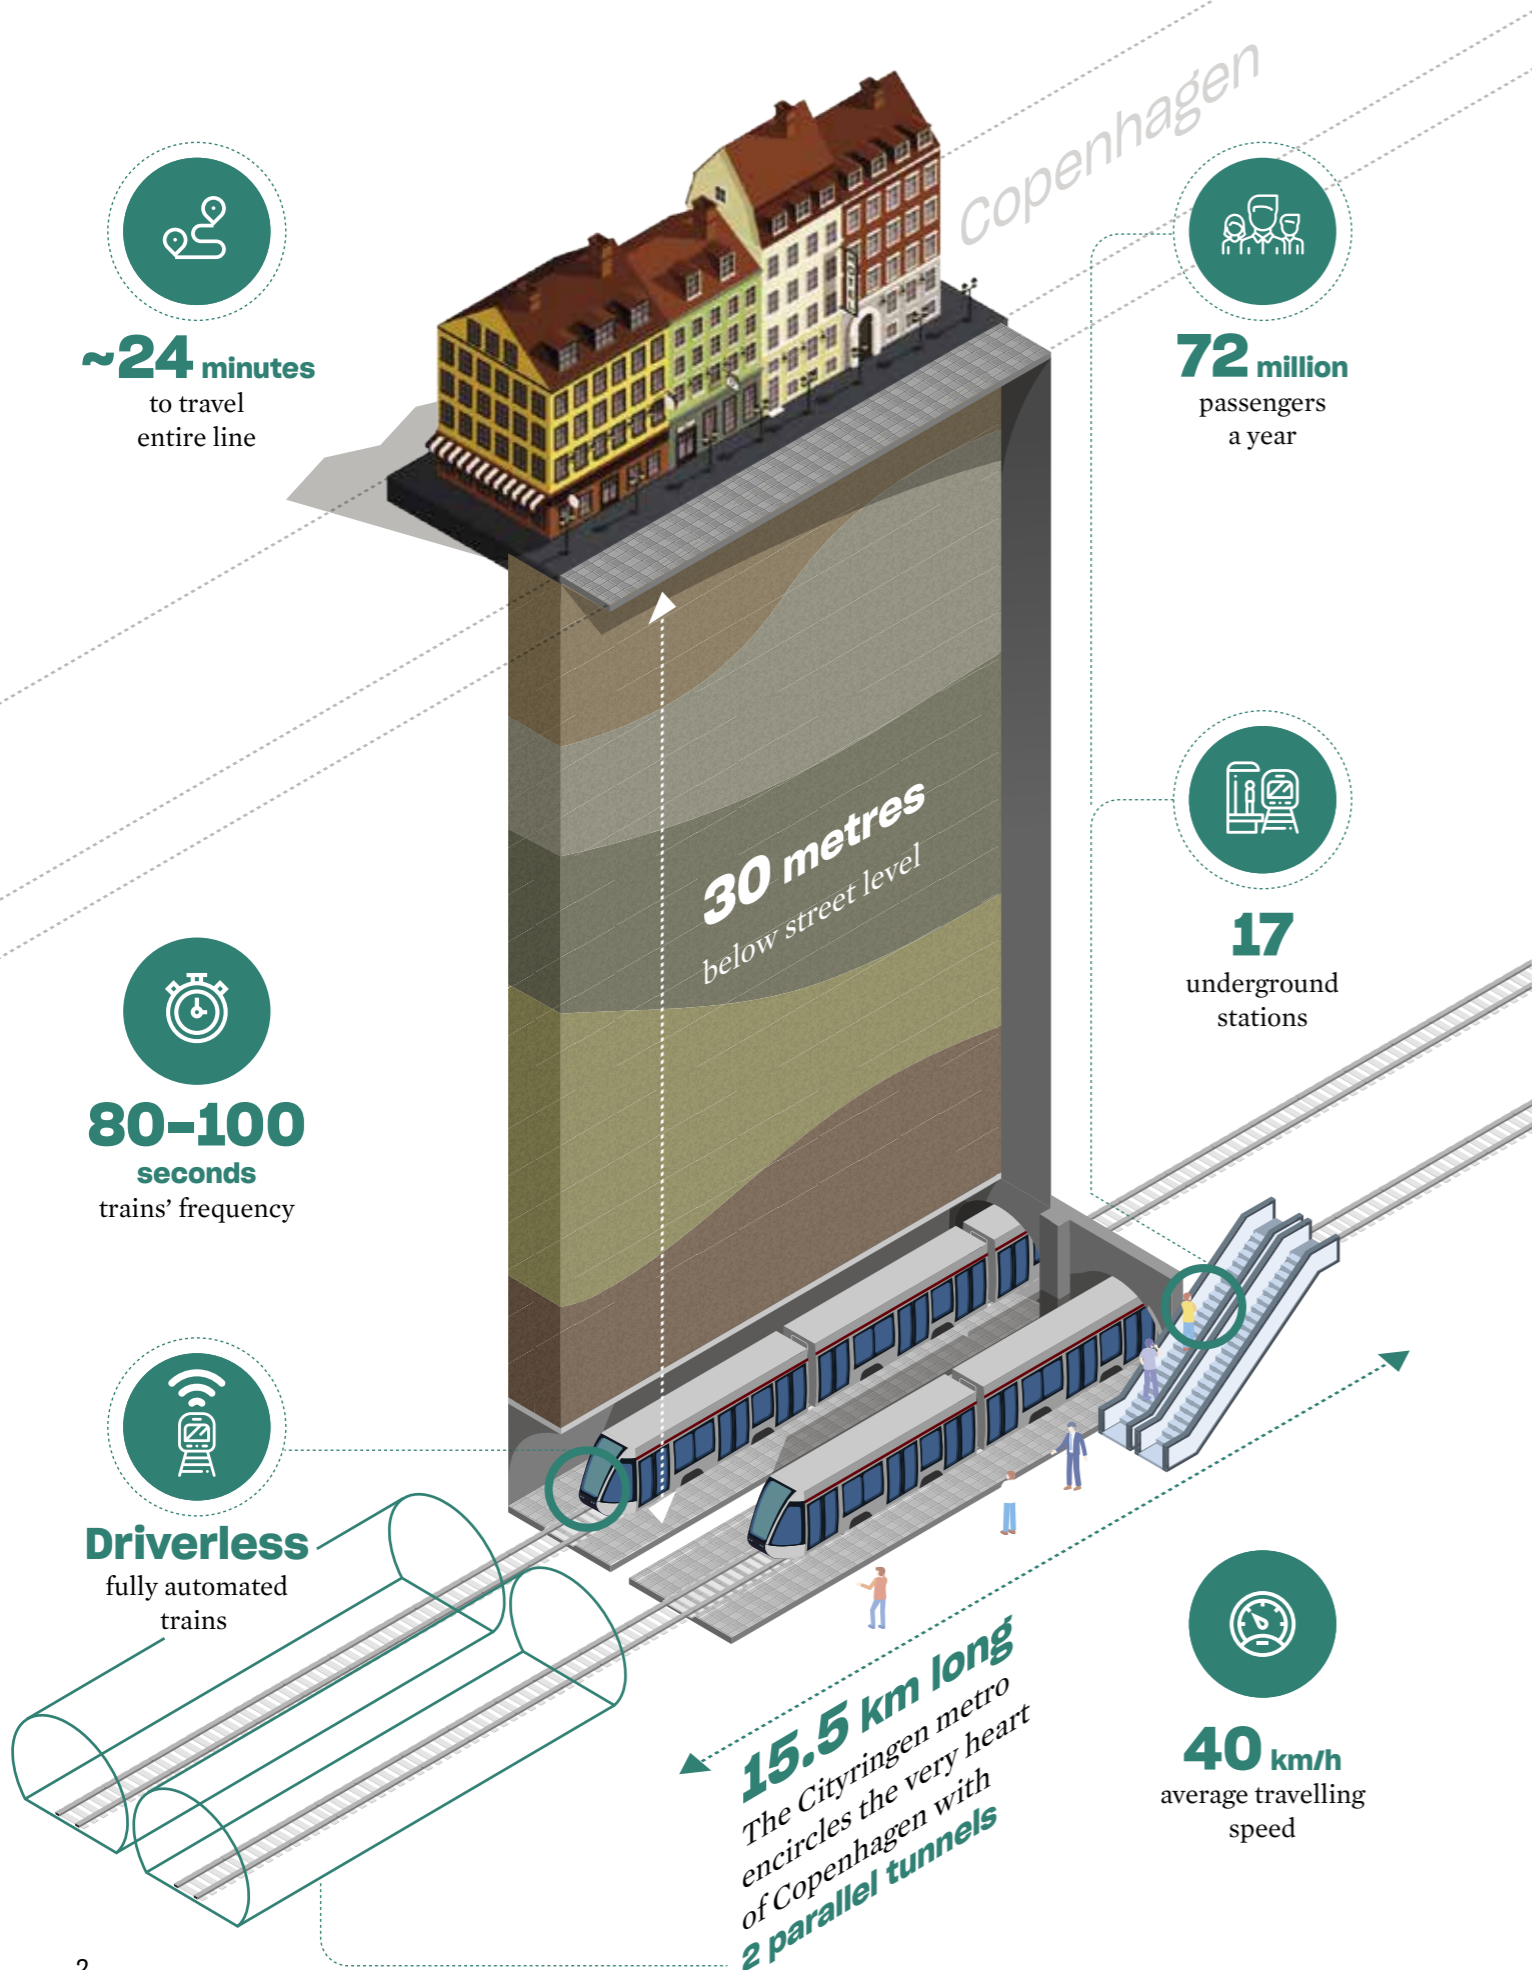 Copenhagen
~24 minutes
to travel
entire line
72 million
passengers
a year
30 metres
below street level
17
underground
stations
80–100
seconds
trains’ frequency
Driverless
fully automated
trains
15.5 km long
The Cityringen metro
encircles the very heart
of Copenhagen with
2 parallel tunnels
40 km/h
average travelling
speed
2